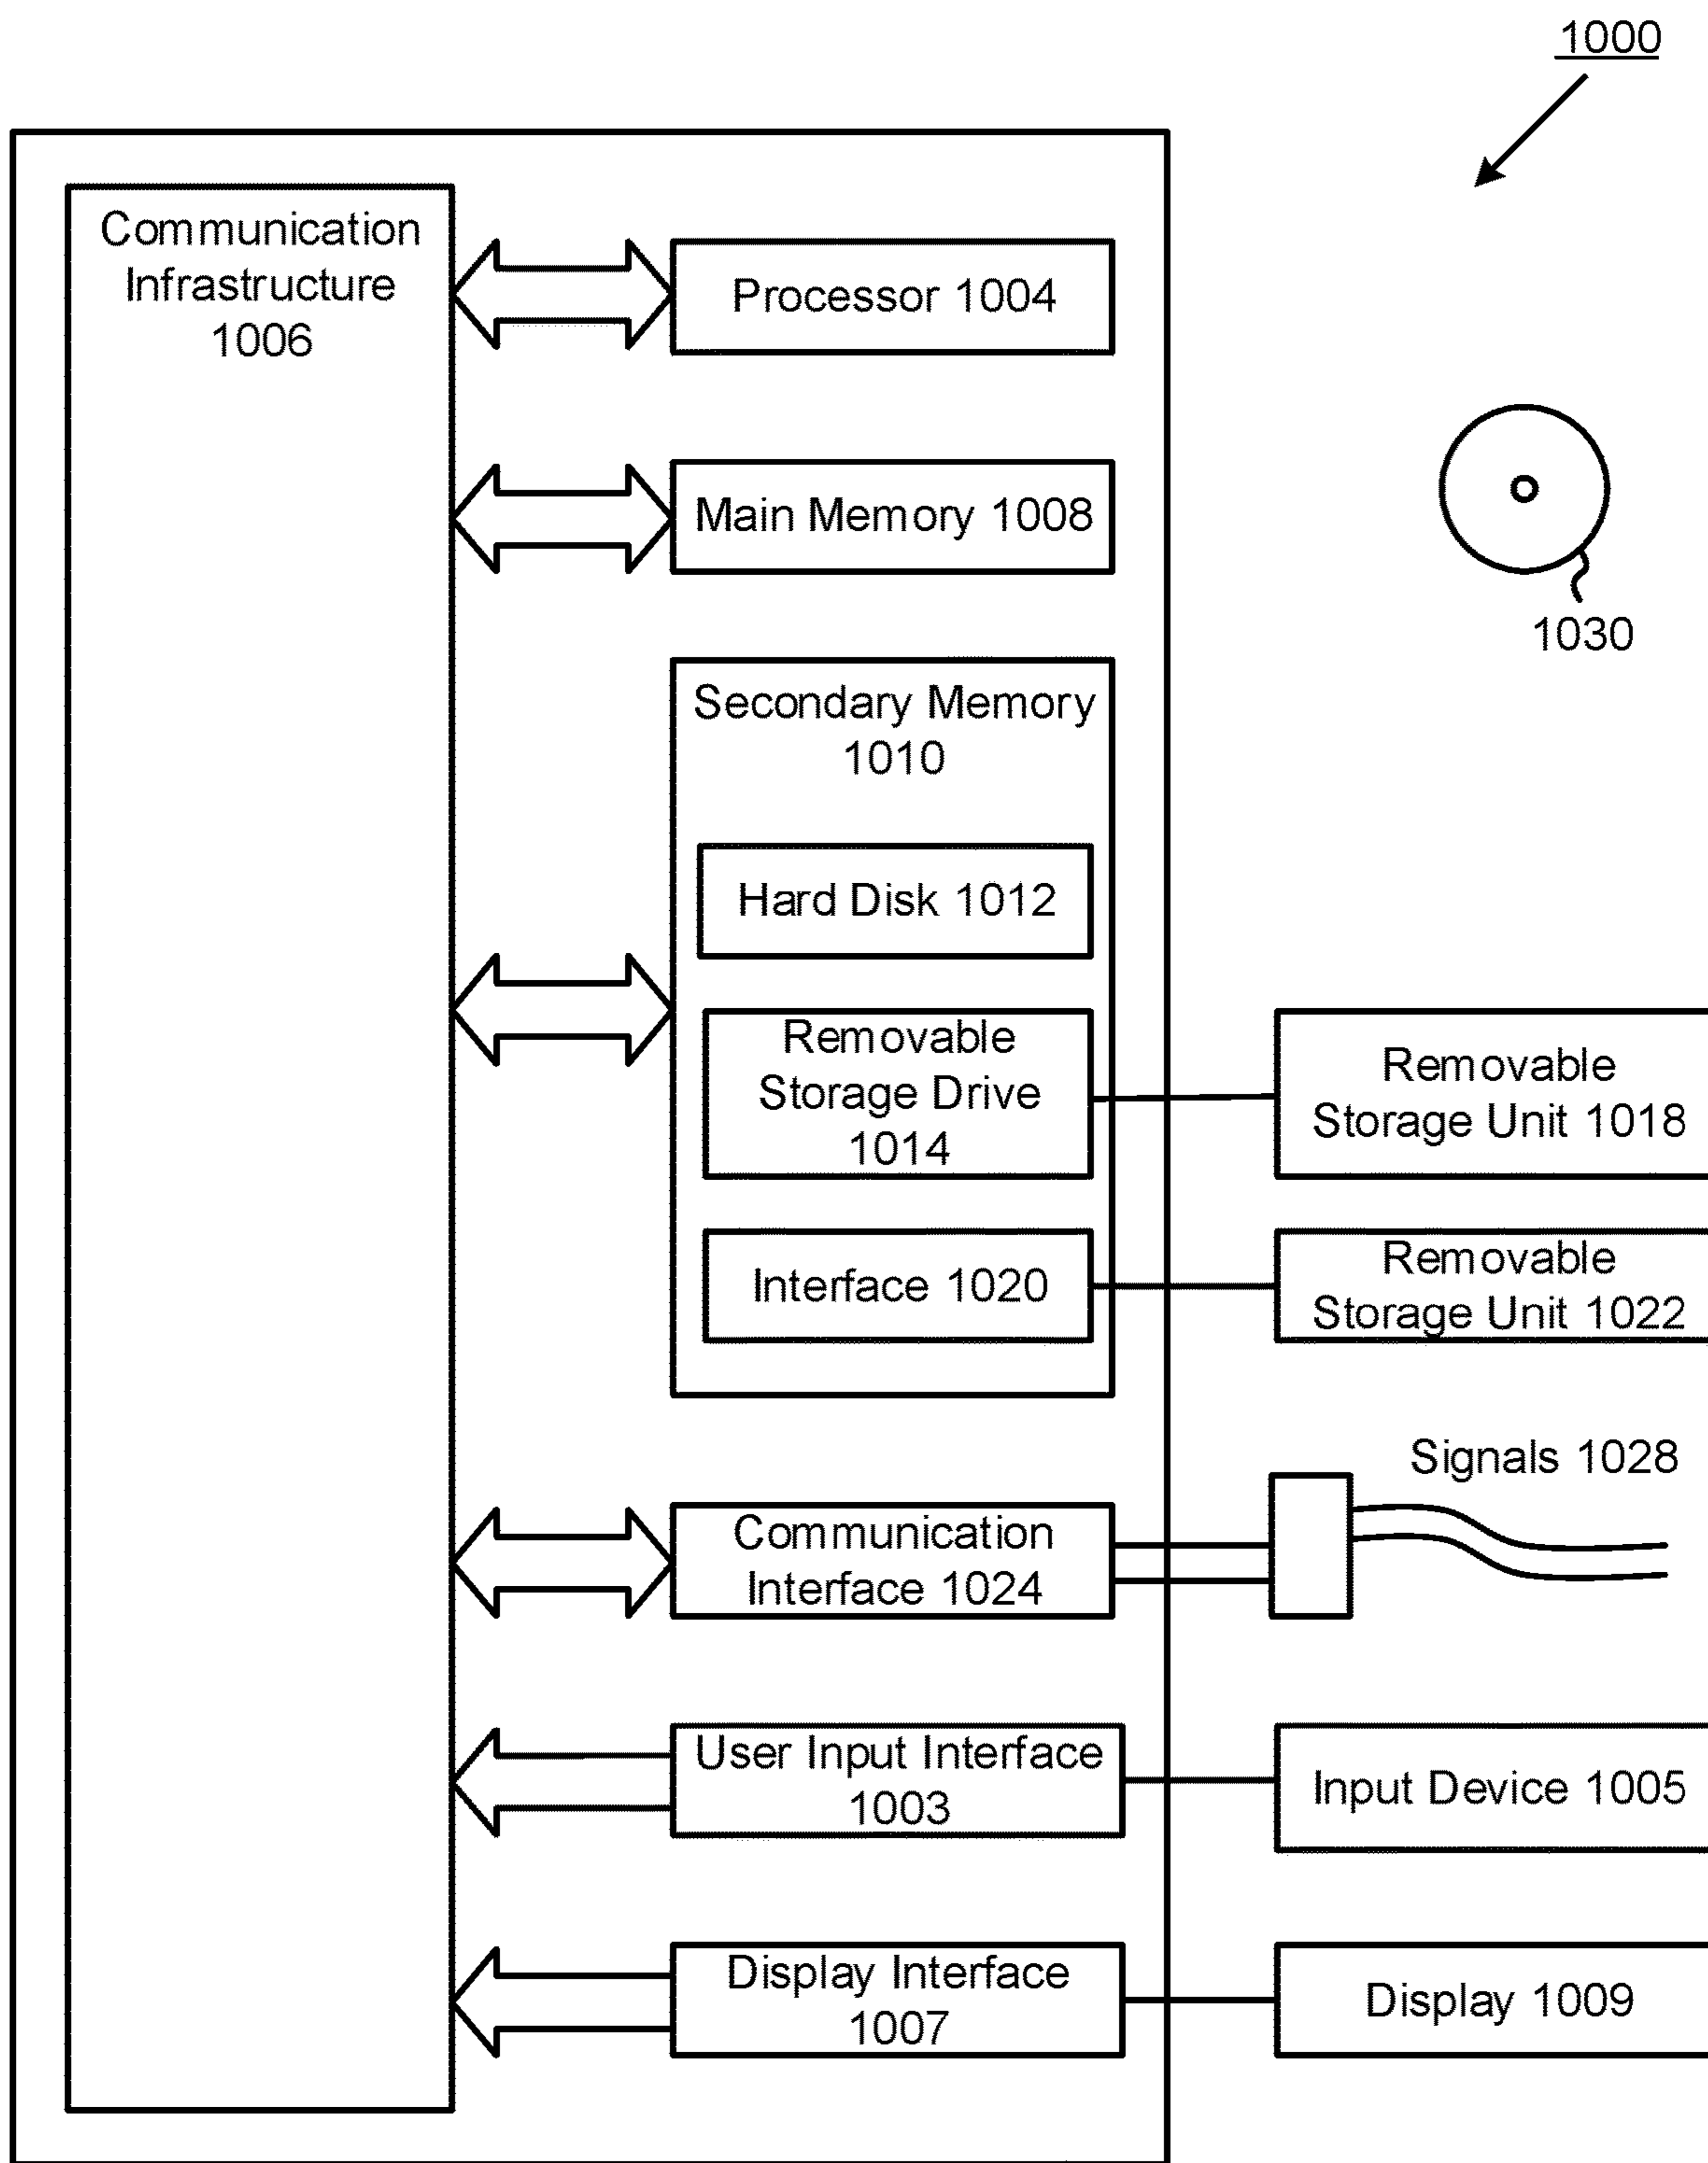 1000
Communication
Infrastructure
1006
Processor 1004
Main Memory 1008
1030
Secondary Memory
1010
Hard Disk 1012
Removable
Storage Drive
1014
Removable
Storage Unit 1018
Interface 1020
Removable
Storage Unit 1022
Signals 1028
Communication
Interface 1024
User Input Interface
1003
Input Device 1005
Display Interface
1007
Display 1009